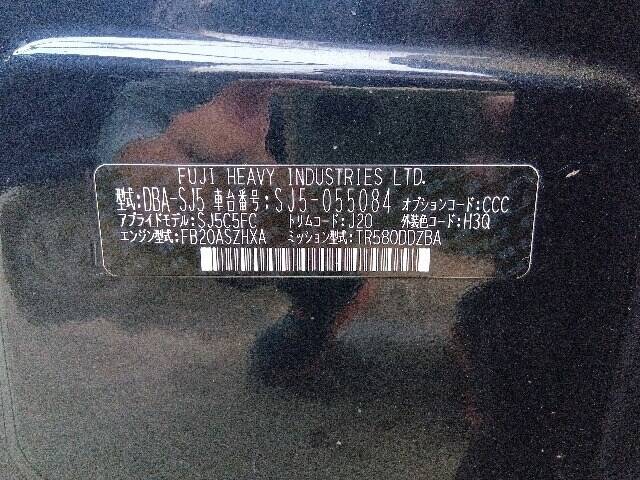 FUJI HEAVY INDUSTRIES LTD.
型式:DBA-SJ5 車台番号:SJ5-055084 オプションコード:CCC
アプライドモデル:SJ5C5FC トリムコード:J20 外装色コード:H3Q
エンジン型式:FB20ASZHXA ミッション型式:TR580DDZBA